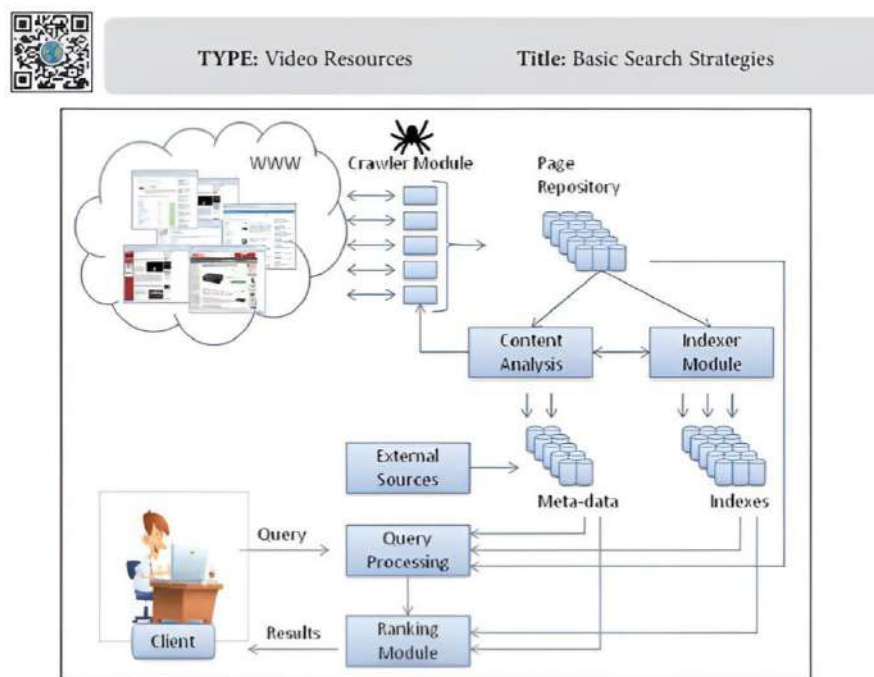 TYPE: Video Resources Title: Basic Search Strategies
WWW
Crawler Module
Page
Repository
Content
Analysis
Indexer
Module
External
Sources
Meta-data
Indexes
Query
Query
Processing
Client
Results
Ranking
Module